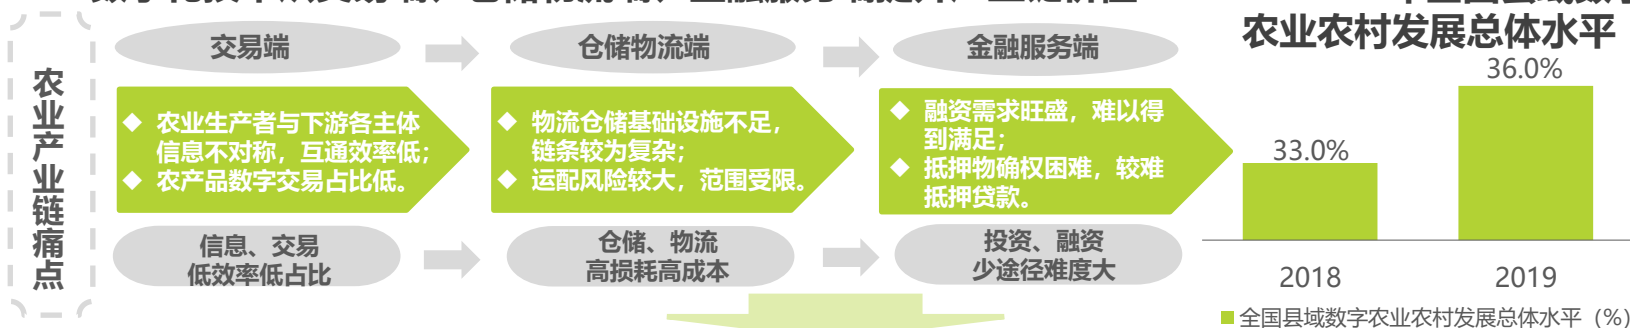 农业农村发展总体水平
农业产业链痛点
交易端
仓储物流端
金融服务端
◆ 农业生产者与下游各主体
信息不对称，互通效率低；
◆ 农产品数字交易占比低。
◆ 物流仓储基础设施不足，
链条较为复杂；
◆ 运配风险较大，范围受限。
◆ 融资需求旺盛，难以得
到满足；
◆ 抵押物确权困难，较难
抵押贷款。
信息、交易
低效率低占比
仓储、物流
高损耗高成本
投资、融资
少途径难度大
36.0%
33.0%
2018
2019
全国县域数字农业农村发展总体水平（%）